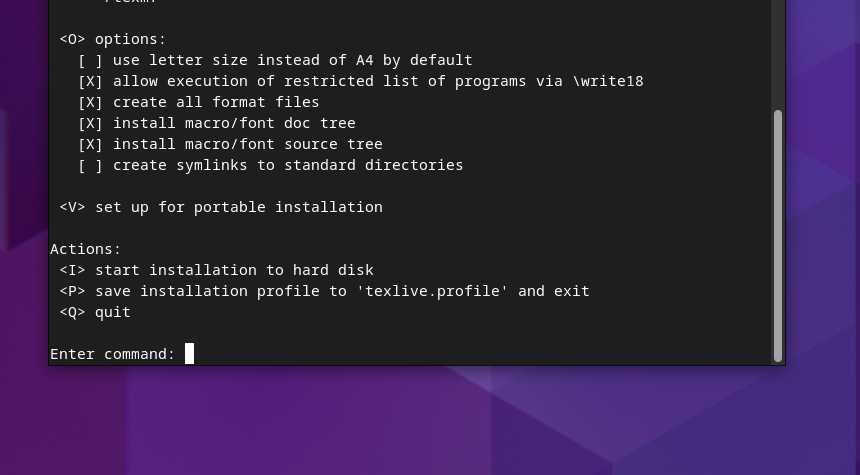 <O> options:
[ ] use letter size instead of A4 by default
[X] allow execution of restricted list of programs via \write18
[X] create all format files
[X] install macro/font doc tree
[X] install macro/font source tree
[ ] create symlinks to standard directories
<V> set up for portable installation
Actions:
<I> start installation to hard disk
<P> save installation profile to 'texlive.profile' and exit
<Q> quit
Enter command: